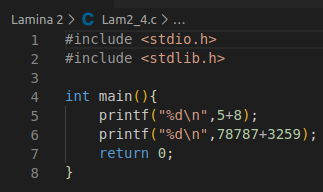 Lamina 2 > C Lam2_4.c > ...
1 #include <stdio.h>
2 #include <stdlib.h>
3
4 int main(){
5     printf("%d\n",5+8);
6     printf("%d\n",78787+3259);
7     return 0;
8 }